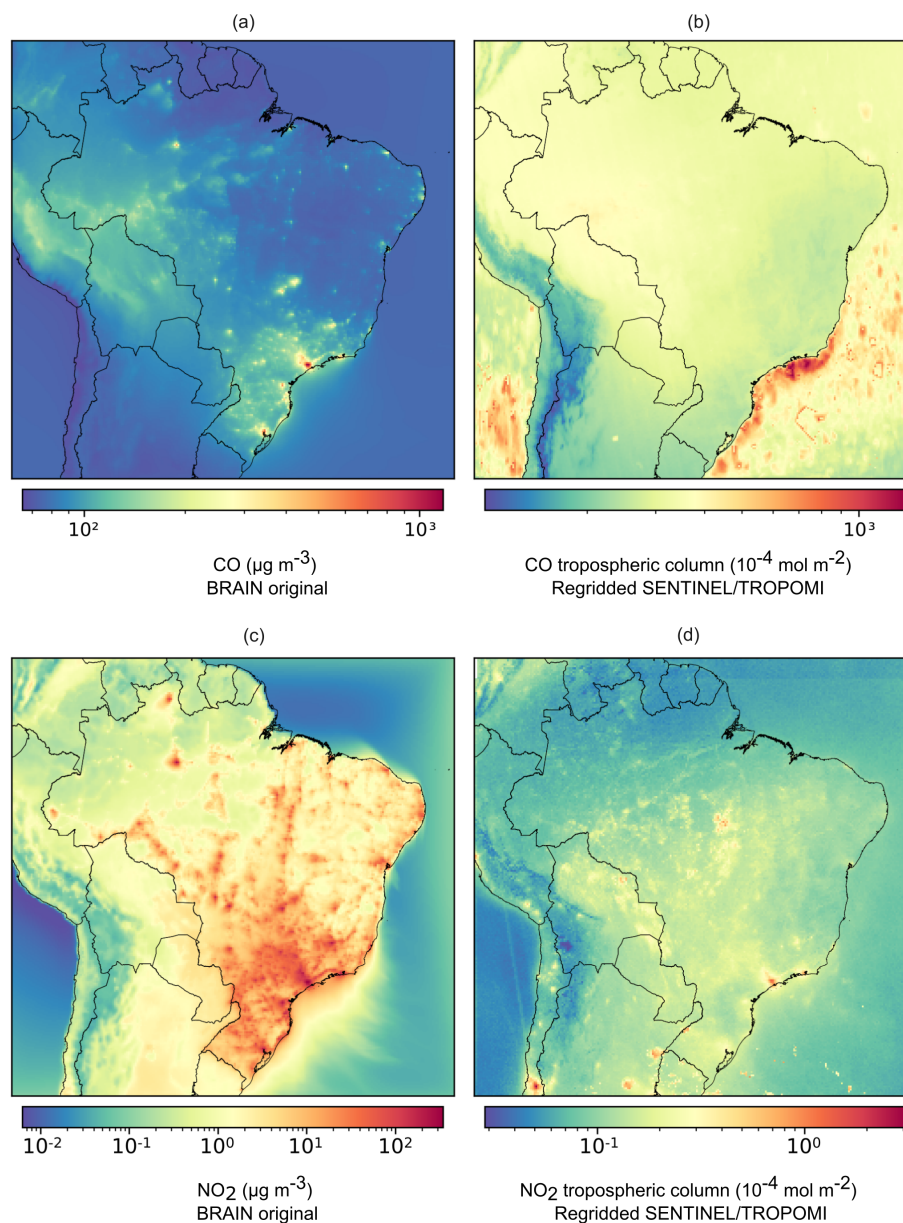 (a)
(b)
10² 10³
10³
CO (µg m⁻³)
BRAIN original
CO tropospheric column (10⁻⁴ mol m⁻²)
Regridded SENTINEL/TROPOMI
(c)
(d)
10⁻² 10⁻¹ 10⁰ 10¹ 10²
10⁻¹ 10⁰
NO₂ (µg m⁻³)
BRAIN original
NO₂ tropospheric column (10⁻⁴ mol m⁻²)
Regridded SENTINEL/TROPOMI